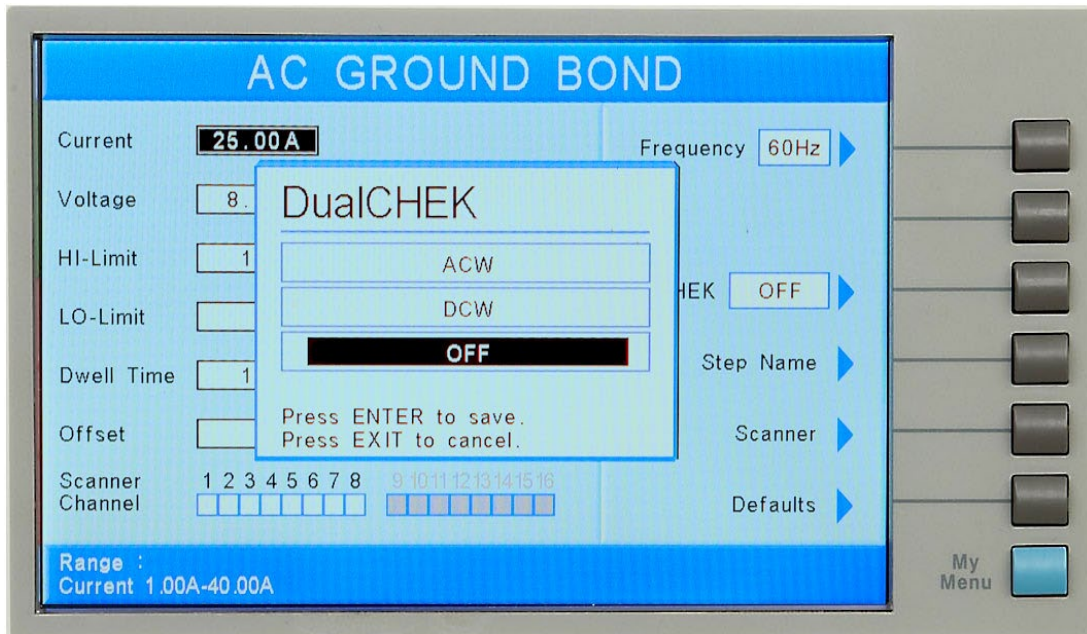 AC GROUND BOND
Current 25.00A
Frequency 60Hz
Voltage 8.
DualCHEK
HI-Limit 1
ACW
HEK OFF
LO-Limit
DCW
OFF
Dwell Time 1
Step Name
Press ENTER to save.
Press EXIT to cancel.
Offset
Scanner
Scanner
Channel
1 2 3 4 5 6 7 8
9 10 11 12 13 14 15 16
Defaults
Range :
Current 1.00A-40.00A
My
Menu